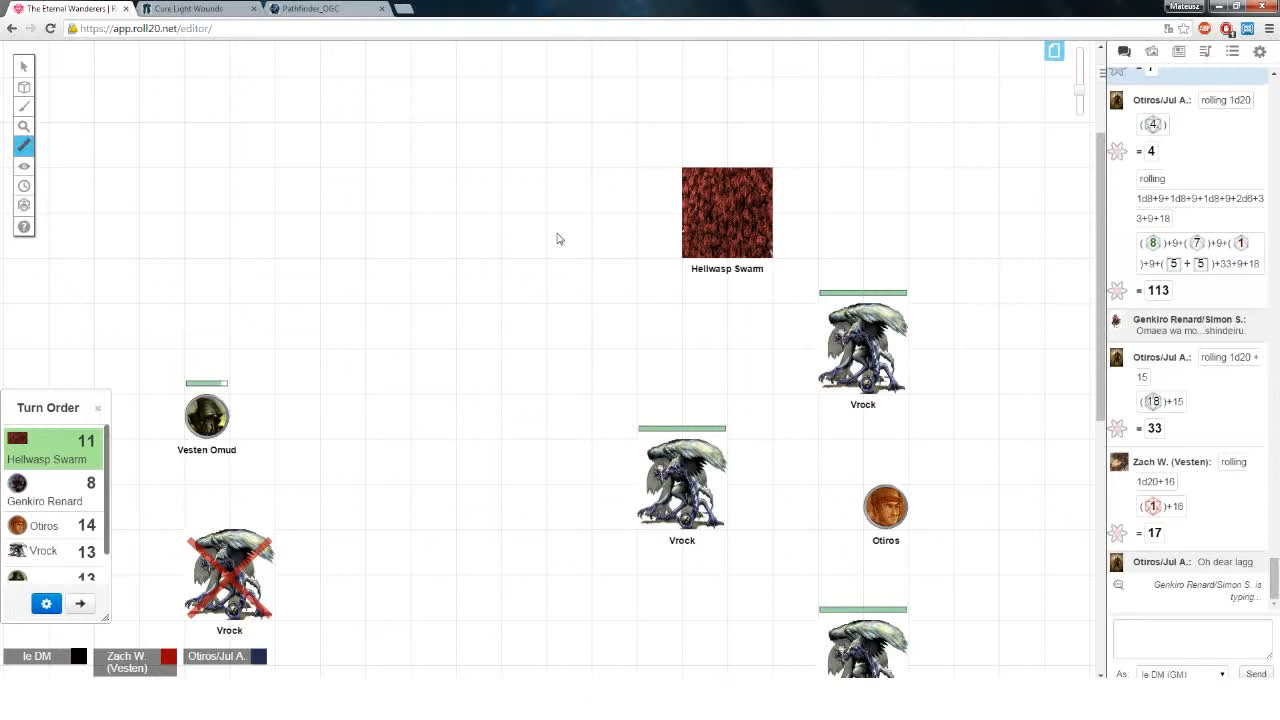 The Eternal Wanderers | R
Cure Light Wounds
Pathfinder_OGC
Mateusz
https://app.roll20.net/editor/
Hellwasp Swarm
Vrock
Vesten Omud
Vrock
Otiros
Vrock
Turn Order
11
Hellwasp Swarm
8
Genkiro Renard
Otiros 14
Vrock 13
13
le DM
Zach W.
(Vesten)
Otiros/Jul A.
Otiros/Jul A.: rolling 1d20
(4)
= 4
rolling
1d8+9+1d8+9+1d8+9+2d6+3
3+9+18
(8)+9+(7)+9+(1
)+9+(5 + 5)+33+9+18
= 113
Genkiro Renard/Simon S.:
Omaea wa mo...shindeiru.
Otiros/Jul A.: rolling 1d20 +
15
(18)+15
= 33
Zach W. (Vesten): rolling
1d20+16
(1)+16
= 17
Otiros/Jul A.: Oh dear lagg
Genkiro Renard/Simon S. is
typing...
As: le DM (GM)
Send